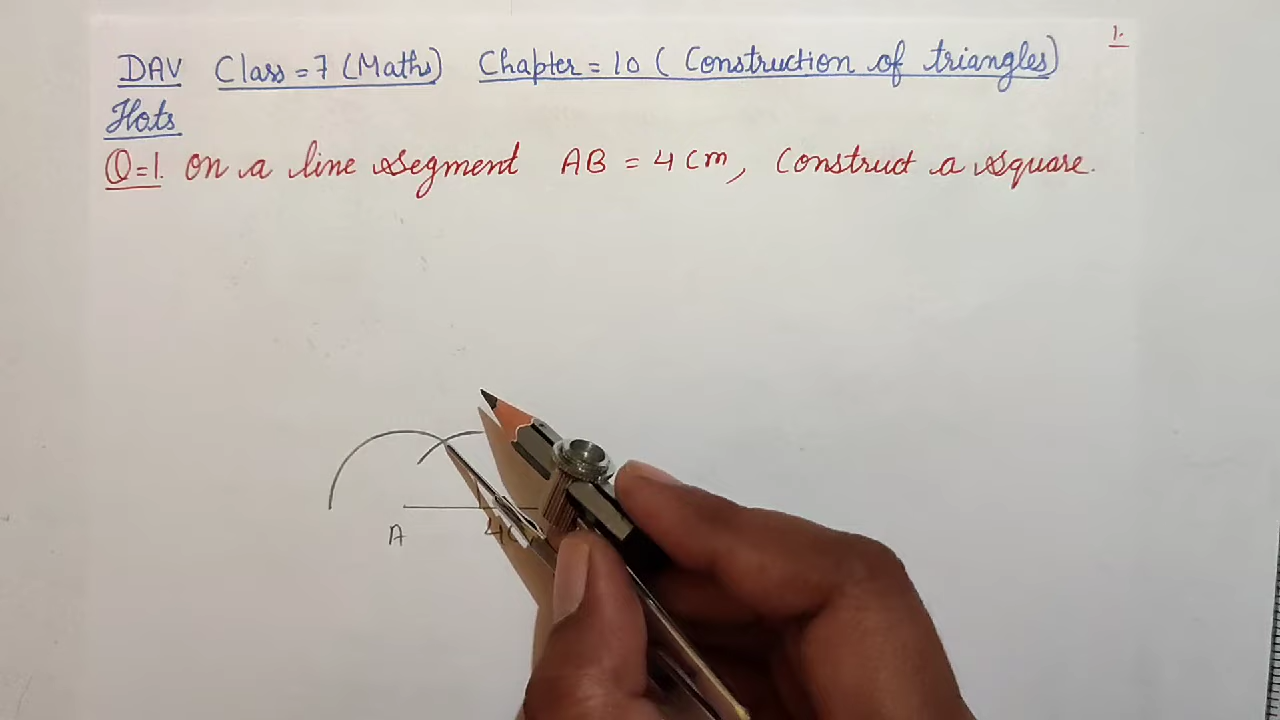 1.
DAV Class = 7 (Maths) Chapter = 10 ( Construction of triangles)
Hots
Q=1. On a line segment AB = 4 cm, Construct a square.
A